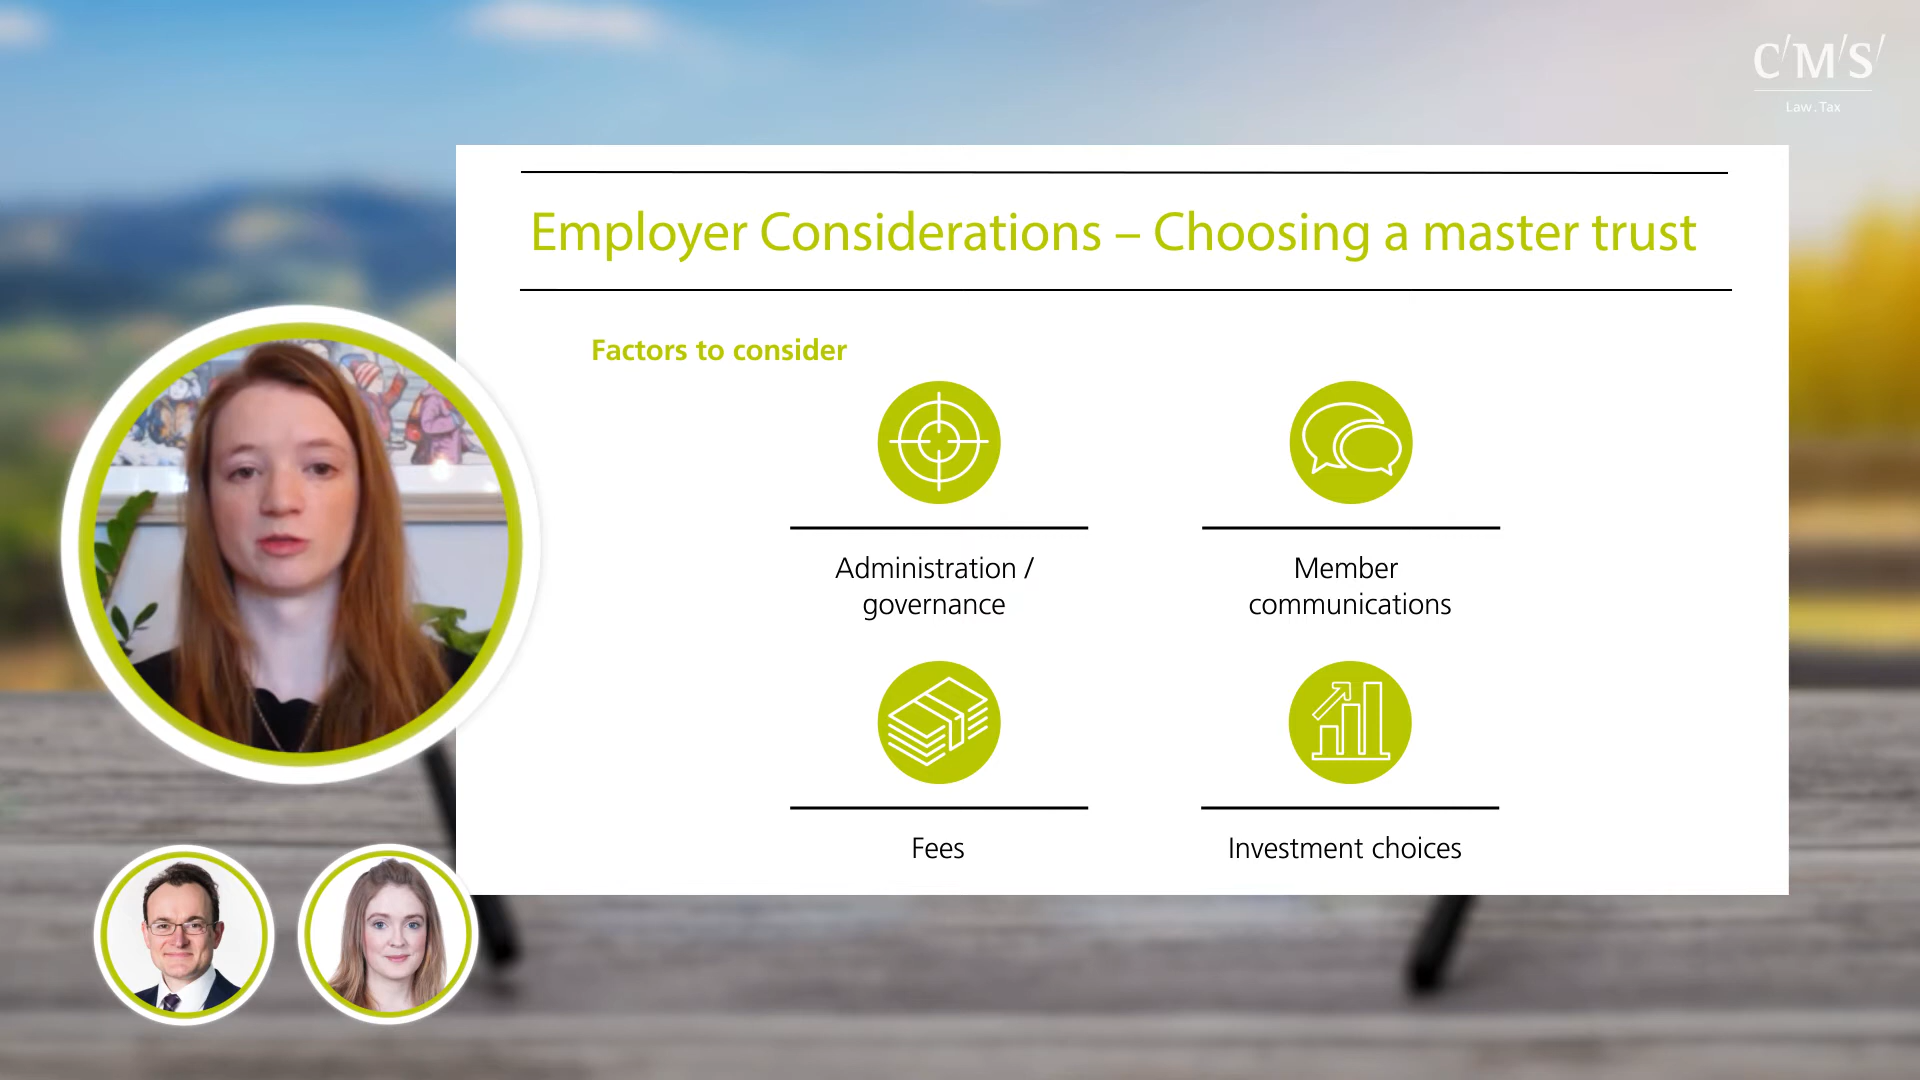 C/M/S/
Law.Tax
Employer Considerations – Choosing a master trust
Factors to consider
Administration /
governance
Member
communications
Fees
Investment choices